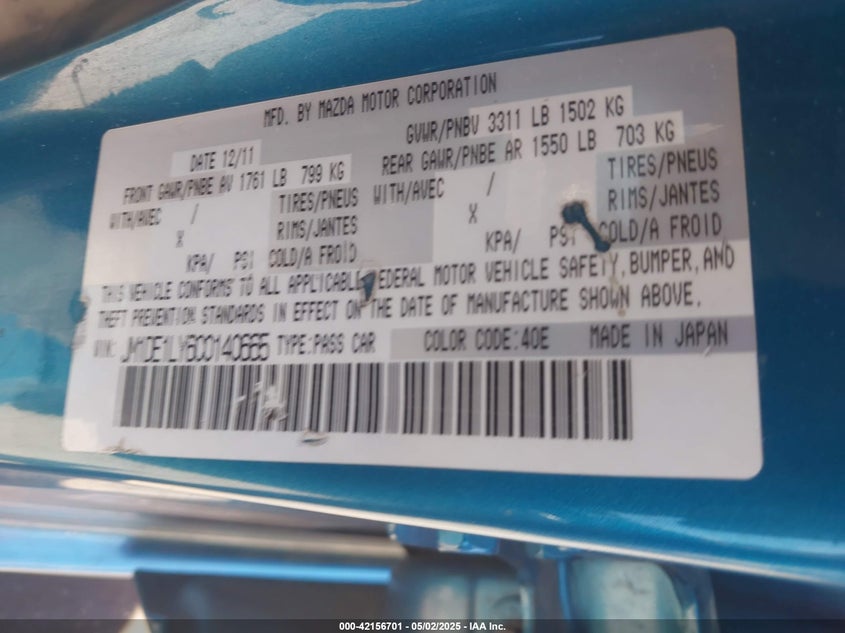 MFD. BY MAZDA MOTOR CORPORATION
DATE 12/11 GVWR/PNBV 3311 LB 1502 KG
FRONT GAWR/PNBE AV 1761 LB 799 KG REAR GAWR/PNBE AR 1550 LB 703 KG
WITH/AVEC / TIRES/PNEUS WITH/AVEC / TIRES/PNEUS
X RIMS/JANTES X RIMS/JANTES
KPA/ PSI COLD/A FROID KPA/ PSI COLD/A FROID
THIS VEHICLE CONFORMS TO ALL APPLICABLE FEDERAL MOTOR VEHICLE SAFETY, BUMPER, AND
THEFT PREVENTION STANDARDS IN EFFECT ON THE DATE OF MANUFACTURE SHOWN ABOVE.
VIN: JM1DE1LY6C0140665 TYPE:PASS CAR COLOR CODE:40E MADE IN JAPAN
000-42156701 - 05/02/2025 - IAA Inc.